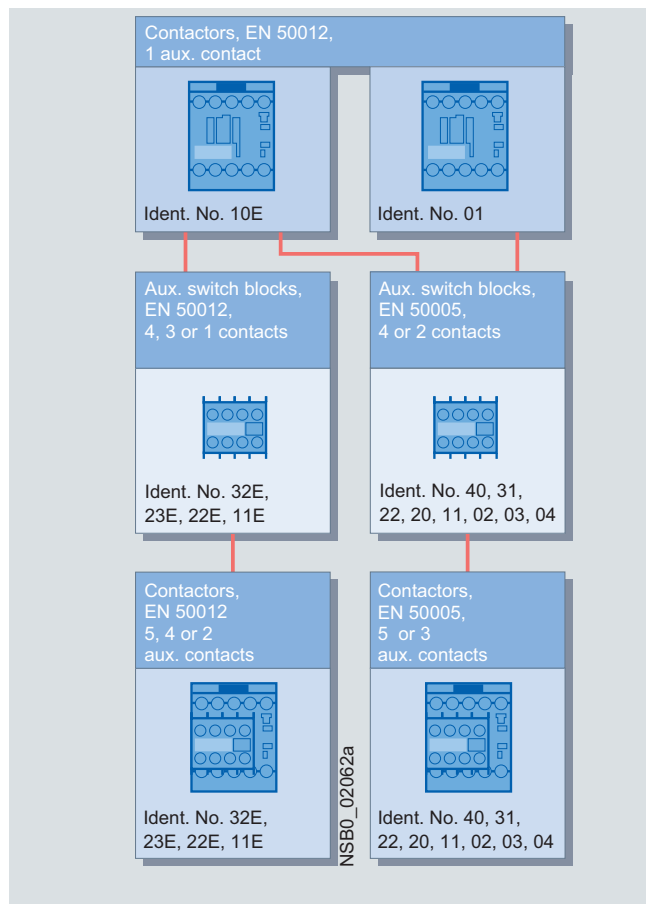 Contactors, EN 50012,
1 aux. contact
Ident. No. 10E
Ident. No. 01
Aux. switch blocks,
EN 50012,
4, 3 or 1 contacts
Ident. No. 32E,
23E, 22E, 11E
Aux. switch blocks,
EN 50005,
4 or 2 contacts
Ident. No. 40, 31,
22, 20, 11, 02, 03, 04
Contactors,
EN 50012
5, 4 or 2
aux. contacts
Ident. No. 32E,
23E, 22E, 11E
Contactors,
EN 50005,
5 or 3
aux. contacts
Ident. No. 40, 31,
22, 20, 11, 02, 03, 04
NSB0_02062a